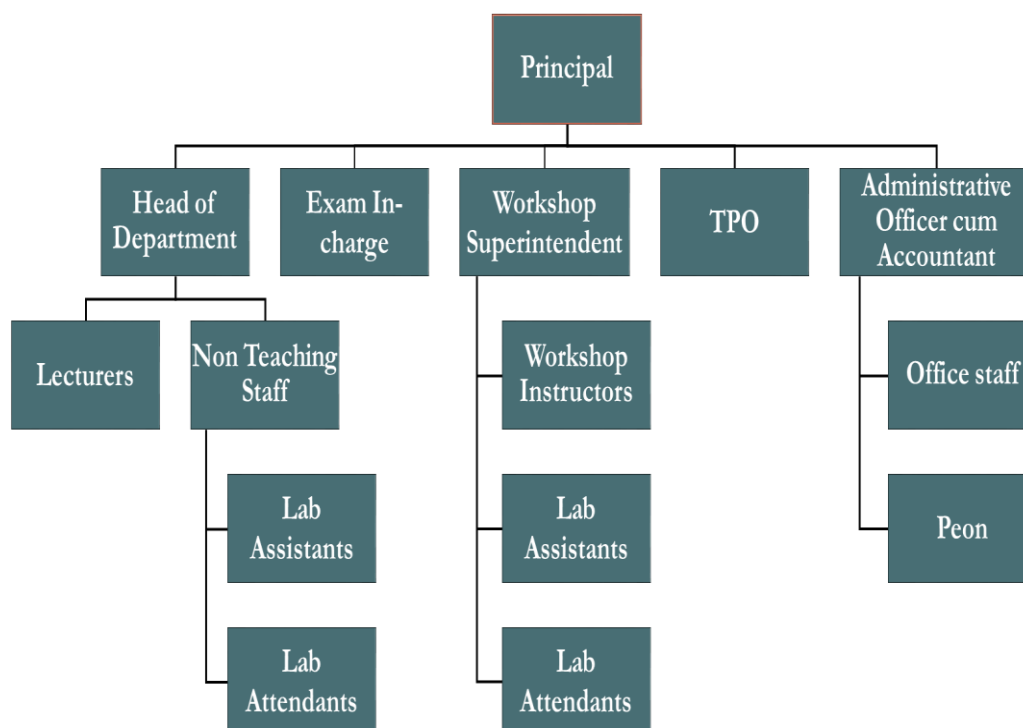 Principal
Head of
Department
Exam In-
charge
Workshop
Superintendent
TPO
Administrative
Officer cum
Accountant
Lecturers
Non Teaching
Staff
Workshop
Instructors
Office staff
Lab
Assistants
Lab
Assistants
Peon
Lab
Attendants
Lab
Attendants